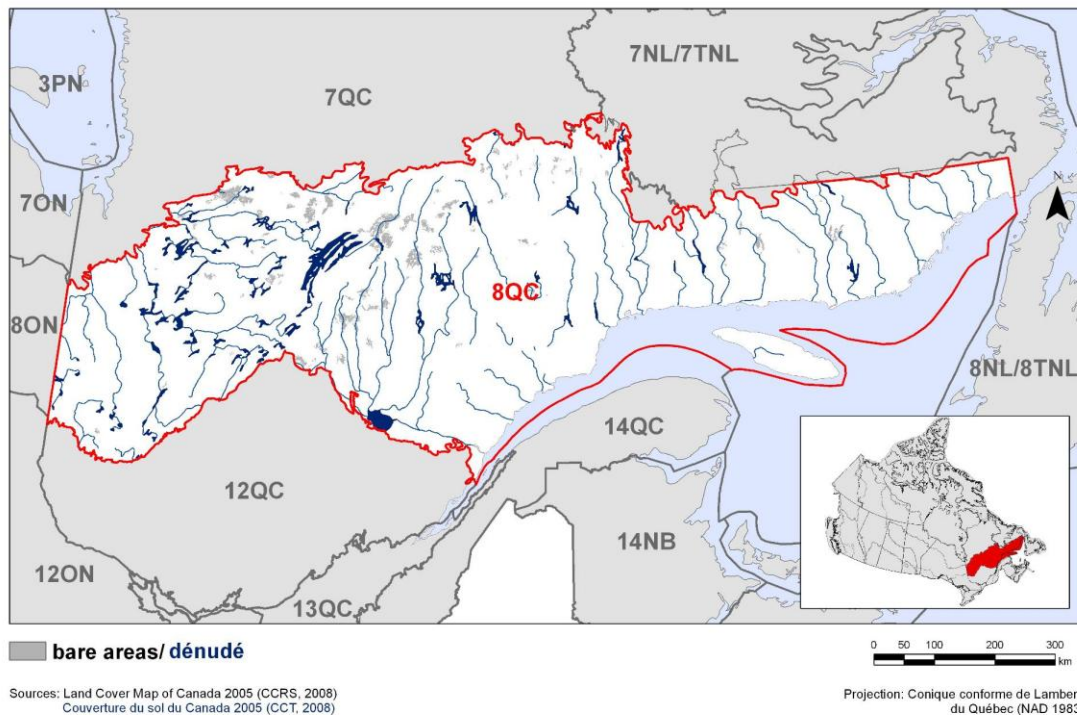 3PN
7QC
7NL/7TNL
7ON
N
8ON
8QC
8NL/8TNL
14QC
12QC
14NB
12ON
13QC
bare areas/ dénudé
0 50 100 200 300
km
Sources: Land Cover Map of Canada 2005 (CCRS, 2008)
Couverture du sol du Canada 2005 (CCT, 2008)
Projection: Conique conforme de Lamber
du Québec (NAD 1983